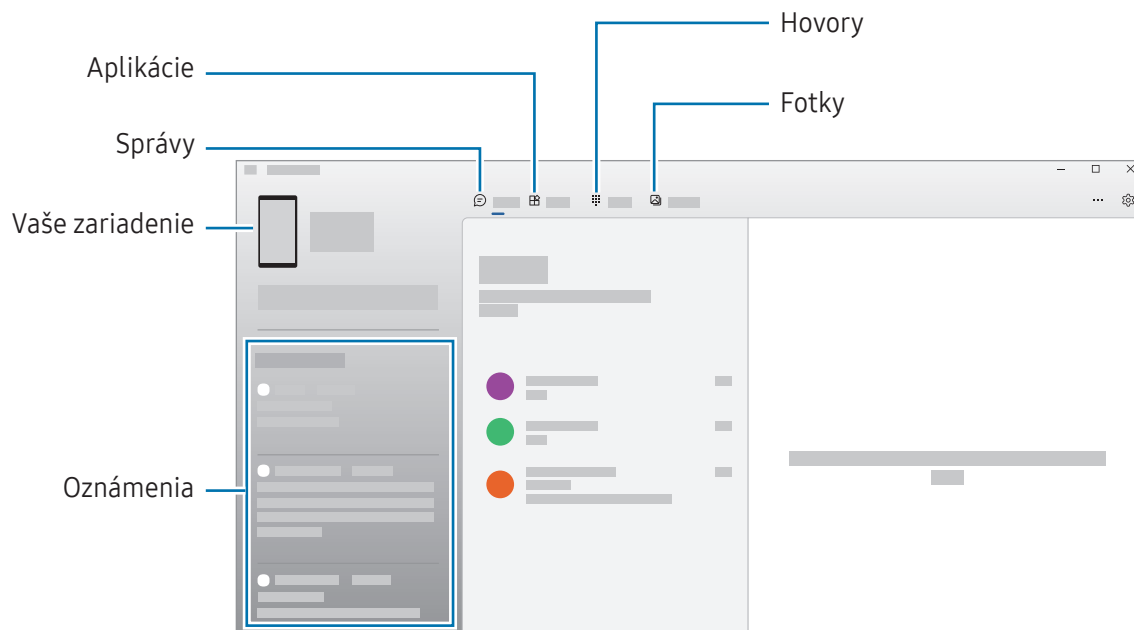 Hovory
Aplikácie
Fotky
Správy
Vaše zariadenie
Oznámenia